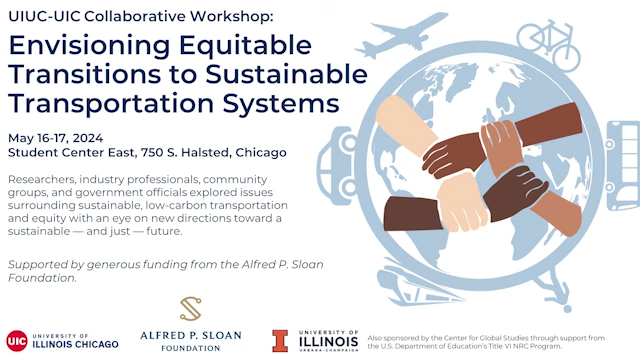 UIUC-UIC Collaborative Workshop:
Envisioning Equitable
Transitions to Sustainable
Transportation Systems
May 16-17, 2024
Student Center East, 750 S. Halsted, Chicago
Researchers, industry professionals, community
groups, and government officials explored issues
surrounding sustainable, low-carbon transportation
and equity with an eye on new directions toward a
sustainable — and just — future.
Supported by generous funding from the Alfred P. Sloan
Foundation.
UIC
UNIVERSITY OF
ILLINOIS CHICAGO
ALFRED P. SLOAN
FOUNDATION
I
UNIVERSITY OF
ILLINOIS
URBANA-CHAMPAIGN
Also sponsored by the Center for Global Studies through support from
the U.S. Department of Education's Title VI NRC Program.